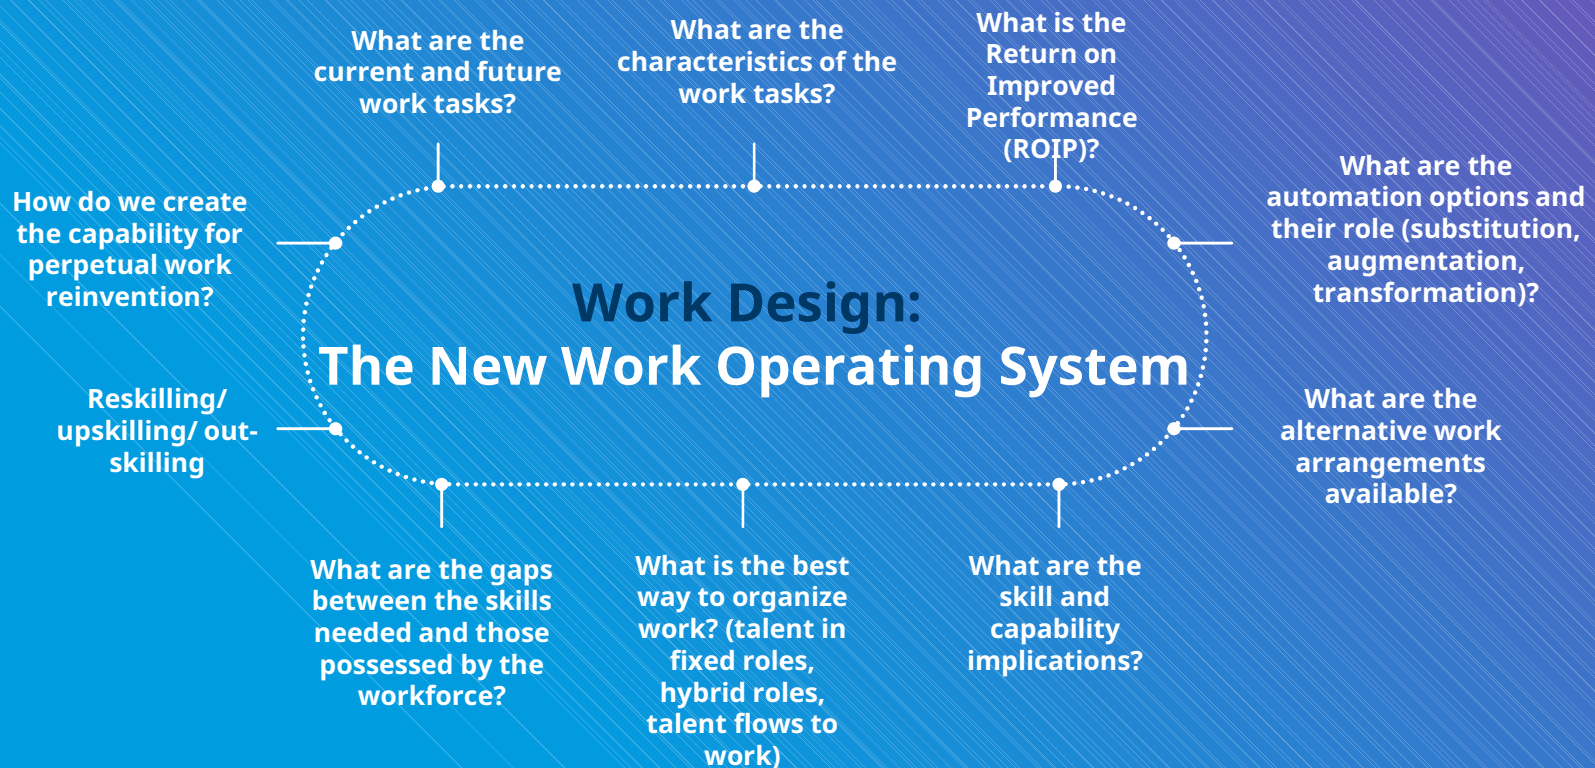 What are the
current and future
work tasks?
What are the
characteristics of the
work tasks?
What is the
Return on
Improved
Performance
(ROIP)?
What are the
automation options and
their role (substitution,
augmentation,
transformation)?
How do we create
the capability for
perpetual work
reinvention?
Work Design:
The New Work Operating System
Reskilling/
upskilling/ out-
skilling
What are the
alternative work
arrangements
available?
What are the gaps
between the skills
needed and those
possessed by the
workforce?
What is the best
way to organize
work? (talent in
fixed roles,
hybrid roles,
talent flows to
work)
What are the
skill and
capability
implications?